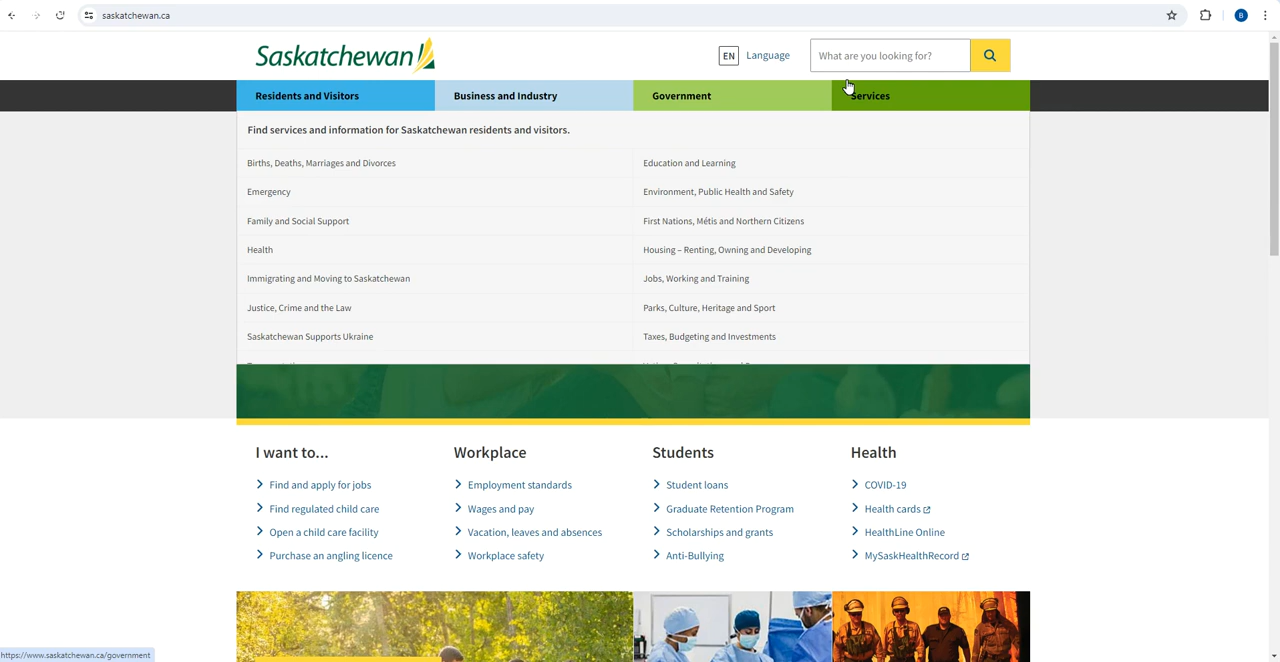 saskatchewan.ca
B
Saskatchewan
EN Language What are you looking for?
Residents and Visitors Business and Industry Government Services
Find services and information for Saskatchewan residents and visitors.
Births, Deaths, Marriages and Divorces
Education and Learning
Emergency
Environment, Public Health and Safety
Family and Social Support
First Nations, Métis and Northern Citizens
Health
Housing – Renting, Owning and Developing
Immigrating and Moving to Saskatchewan
Jobs, Working and Training
Justice, Crime and the Law
Parks, Culture, Heritage and Sport
Saskatchewan Supports Ukraine
Taxes, Budgeting and Investments
I want to...
Find and apply for jobs
Find regulated child care
Open a child care facility
Purchase an angling licence
Workplace
Employment standards
Wages and pay
Vacation, leaves and absences
Workplace safety
Students
Student loans
Graduate Retention Program
Scholarships and grants
Anti-Bullying
Health
COVID-19
Health cards
HealthLine Online
MySaskHealthRecord
https://www.saskatchewan.ca/government